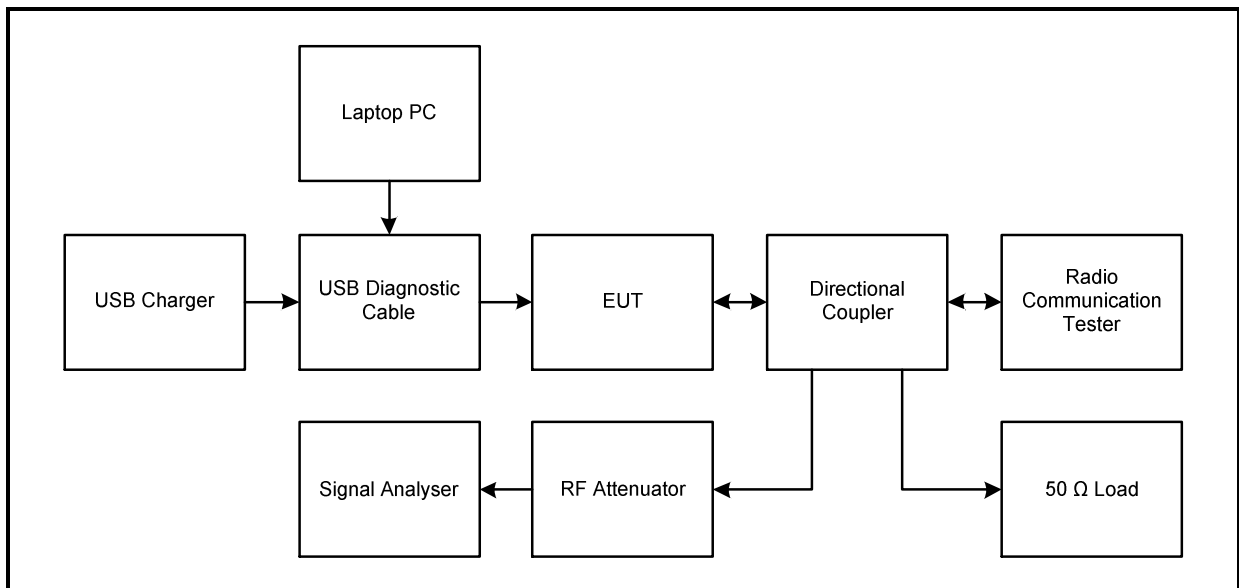 Laptop PC
USB Charger
USB Diagnostic
Cable
EUT
Directional
Coupler
Radio
Communication
Tester
Signal Analyser
RF Attenuator
50 Ω Load